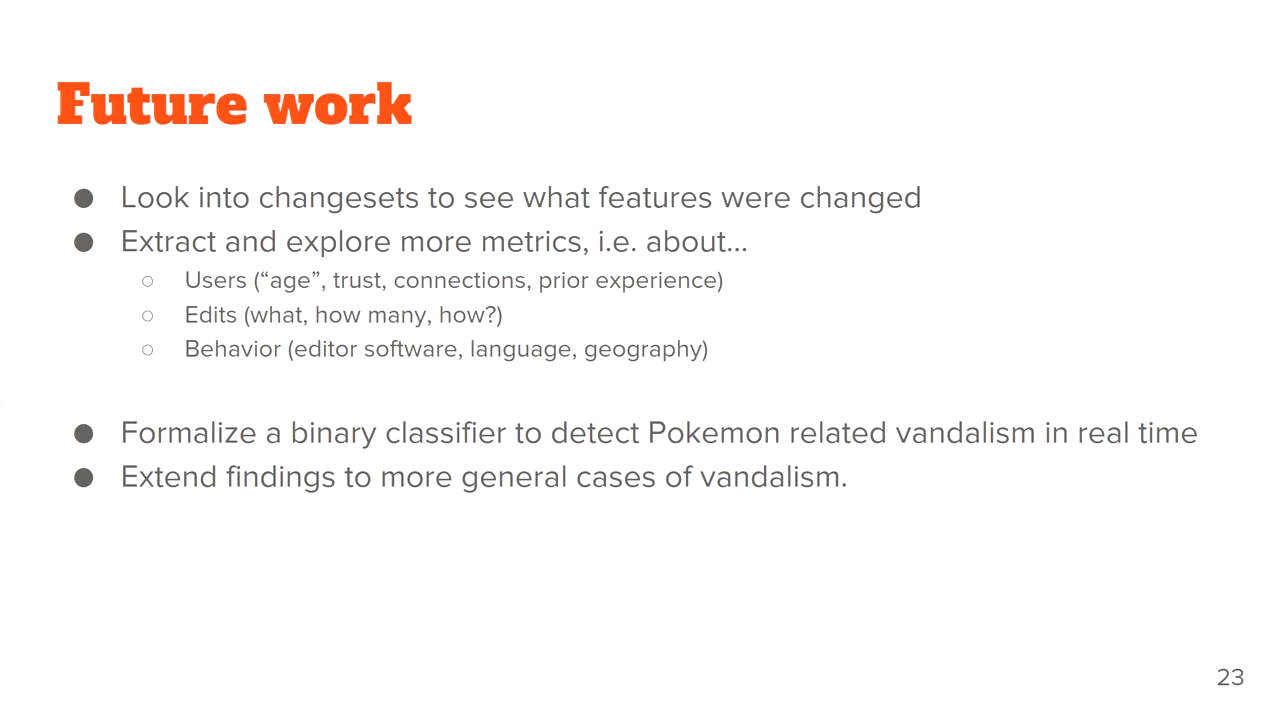 Future work
● Look into changesets to see what features were changed
● Extract and explore more metrics, i.e. about...
○ Users (“age”, trust, connections, prior experience)
○ Edits (what, how many, how?)
○ Behavior (editor software, language, geography)
● Formalize a binary classifier to detect Pokemon related vandalism in real time
● Extend findings to more general cases of vandalism.
23